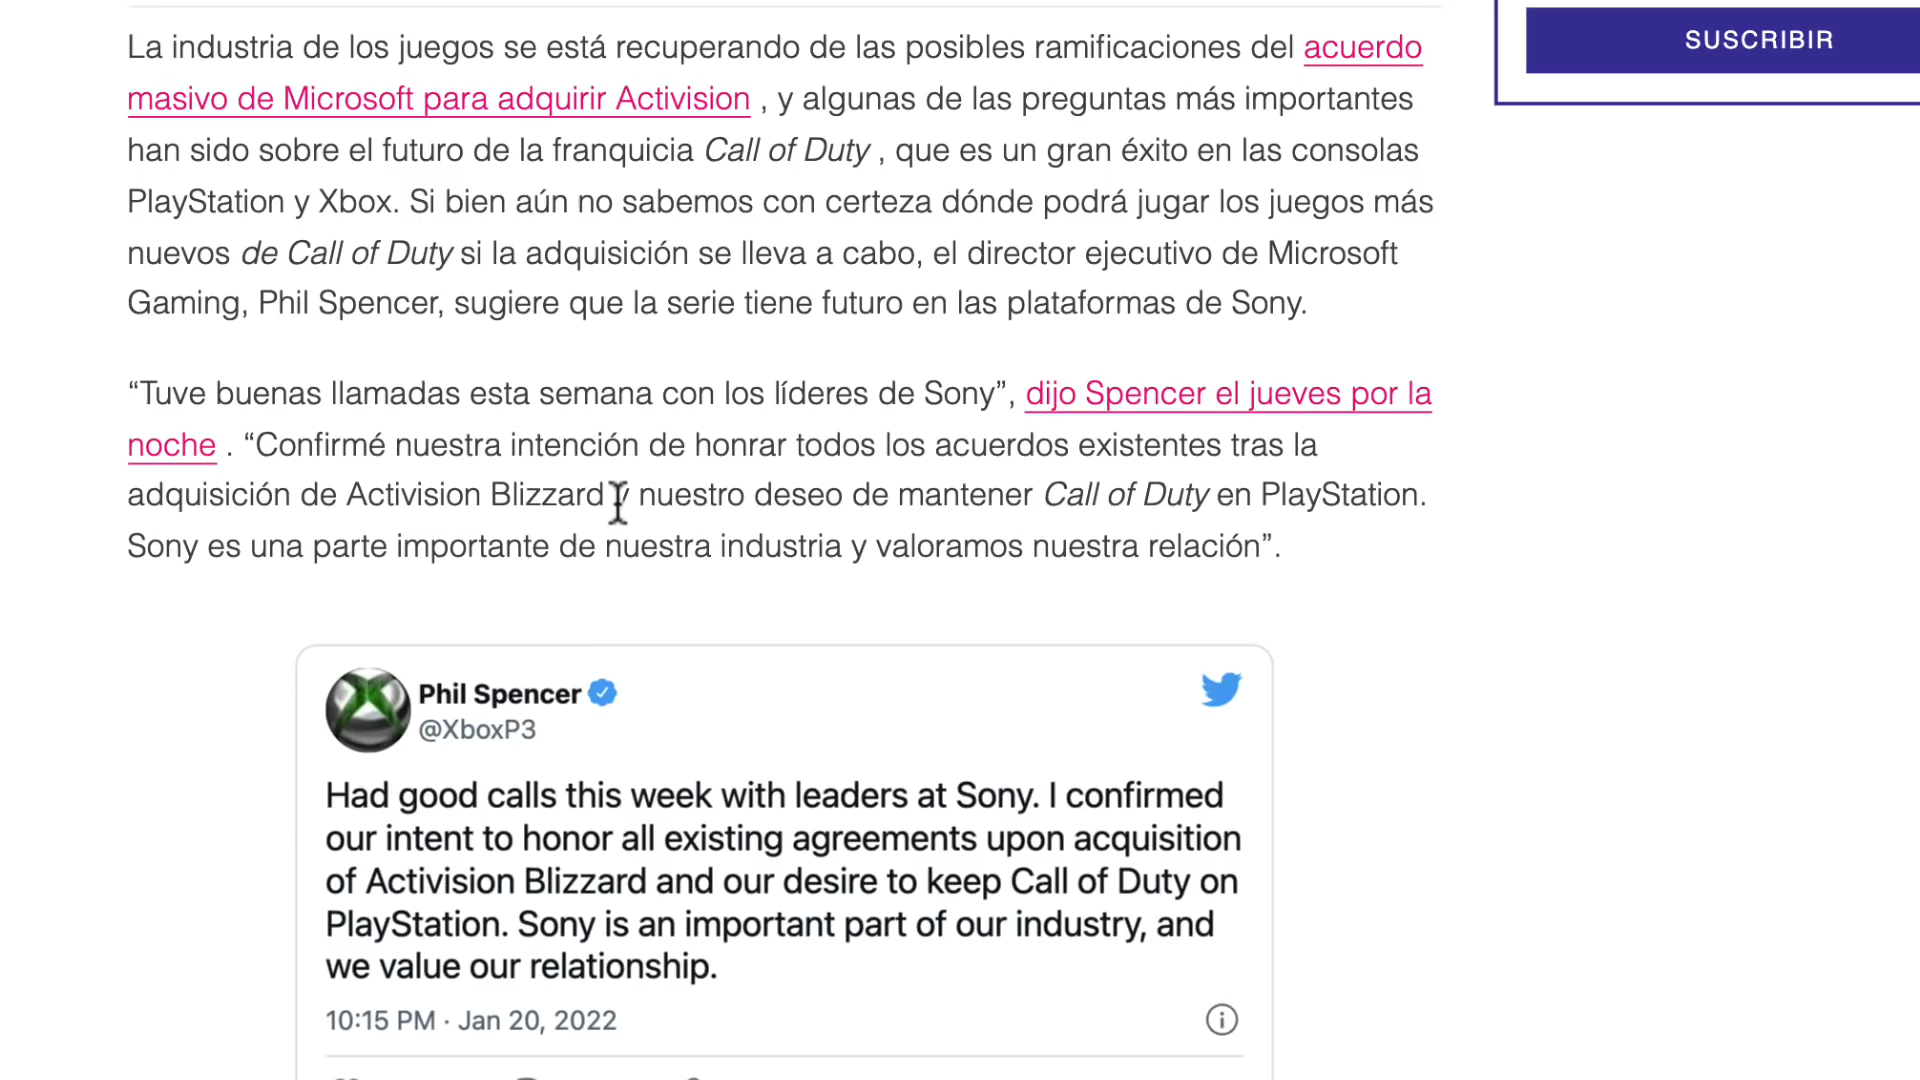 SUSCRIBIR
La industria de los juegos se está recuperando de las posibles ramificaciones del acuerdo
masivo de Microsoft para adquirir Activision , y algunas de las preguntas más importantes
han sido sobre el futuro de la franquicia Call of Duty , que es un gran éxito en las consolas
PlayStation y Xbox. Si bien aún no sabemos con certeza dónde podrá jugar los juegos más
nuevos de Call of Duty si la adquisición se lleva a cabo, el director ejecutivo de Microsoft
Gaming, Phil Spencer, sugiere que la serie tiene futuro en las plataformas de Sony.
“Tuve buenas llamadas esta semana con los líderes de Sony”, dijo Spencer el jueves por la
noche . “Confirmé nuestra intención de honrar todos los acuerdos existentes tras la
adquisición de Activision Blizzard y nuestro deseo de mantener Call of Duty en PlayStation.
Sony es una parte importante de nuestra industria y valoramos nuestra relación”.
Phil Spencer
@XboxP3
Had good calls this week with leaders at Sony. I confirmed
our intent to honor all existing agreements upon acquisition
of Activision Blizzard and our desire to keep Call of Duty on
PlayStation. Sony is an important part of our industry, and
we value our relationship.
10:15 PM · Jan 20, 2022